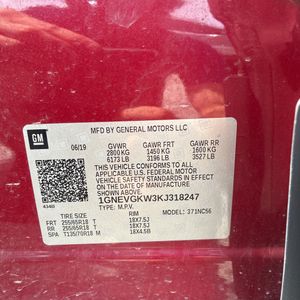 GM
MFD BY GENERAL MOTORS LLC
06/19 GVWR GAWR FRT GAWR RR
2800 KG 1450 KG 1600 KG
6173 LB 3196 LB 3527 LB
THIS VEHICLE CONFORMS TO ALL APPLICABLE
U.S. FEDERAL MOTOR VEHICLE SAFETY
STANDARDS IN EFFECT ON THE DATE OF
MANUFACTURE SHOWN ABOVE.
1GNEVGKW3KJ318247
TYPE: M.P.V. MODEL: 371NC56
TIRE SIZE RIM
FRT 255/65R18 T 18X7.5J
RR 255/65R18 T 18X7.5J
SPA T135/70R18 M 18X4.5B